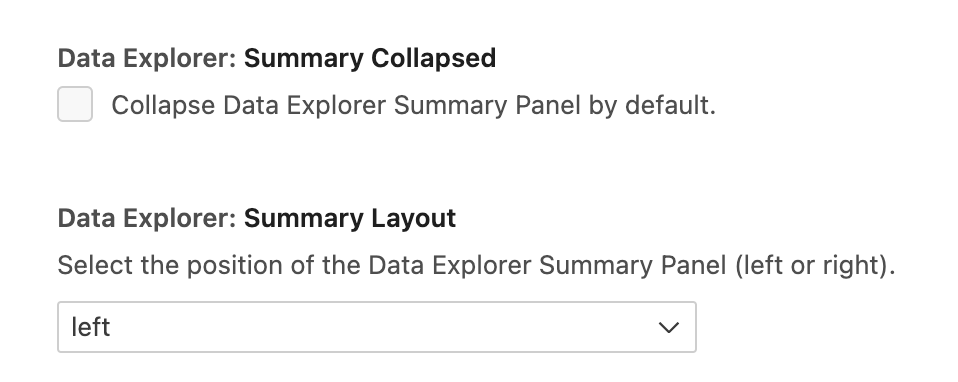 Data Explorer: Summary Collapsed
Collapse Data Explorer Summary Panel by default.
Data Explorer: Summary Layout
Select the position of the Data Explorer Summary Panel (left or right).
left